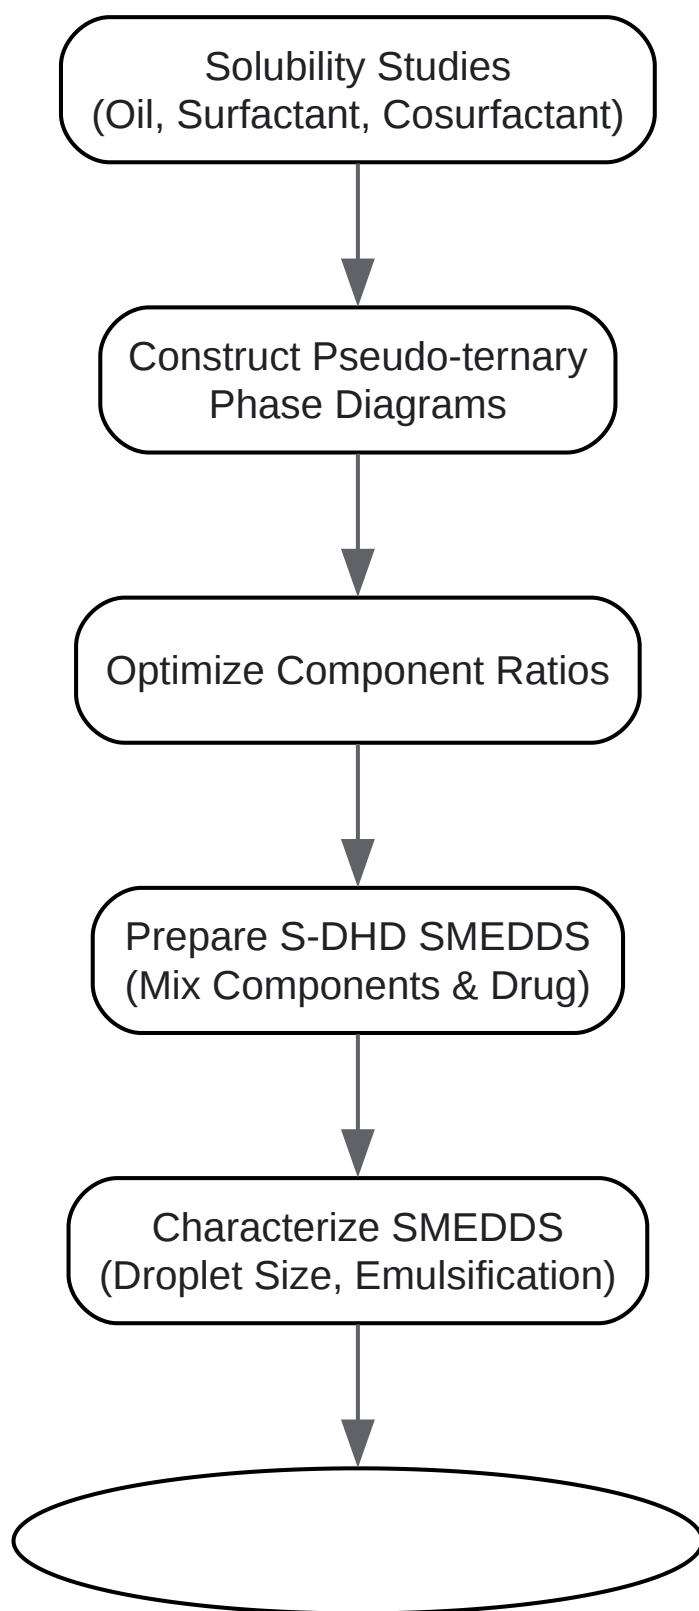 Solubility Studies
(Oil, Surfactant, Cosurfactant)
Construct Pseudo-ternary
Phase Diagrams
Optimize Component Ratios
Prepare S-DHD SMEDDS
(Mix Components & Drug)
Characterize SMEDDS
(Droplet Size, Emulsification)